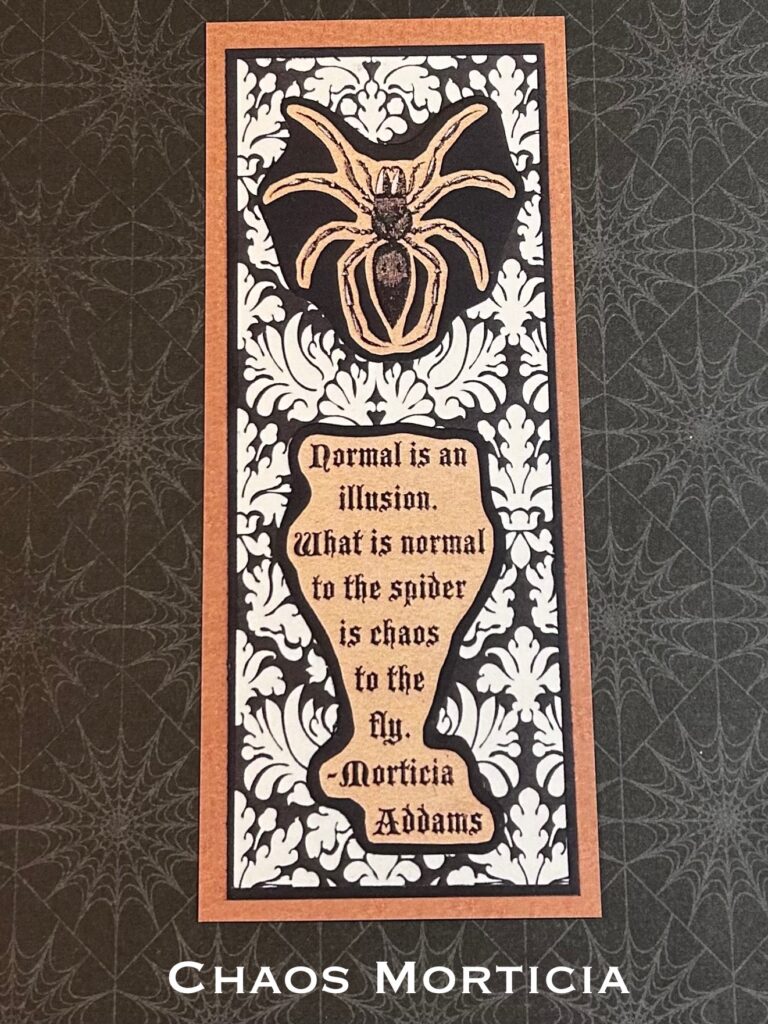 Normal is an
illusion.
What is normal
to the spider
is chaos
to the
fly.
-Morticia
Addams
Chaos Morticia